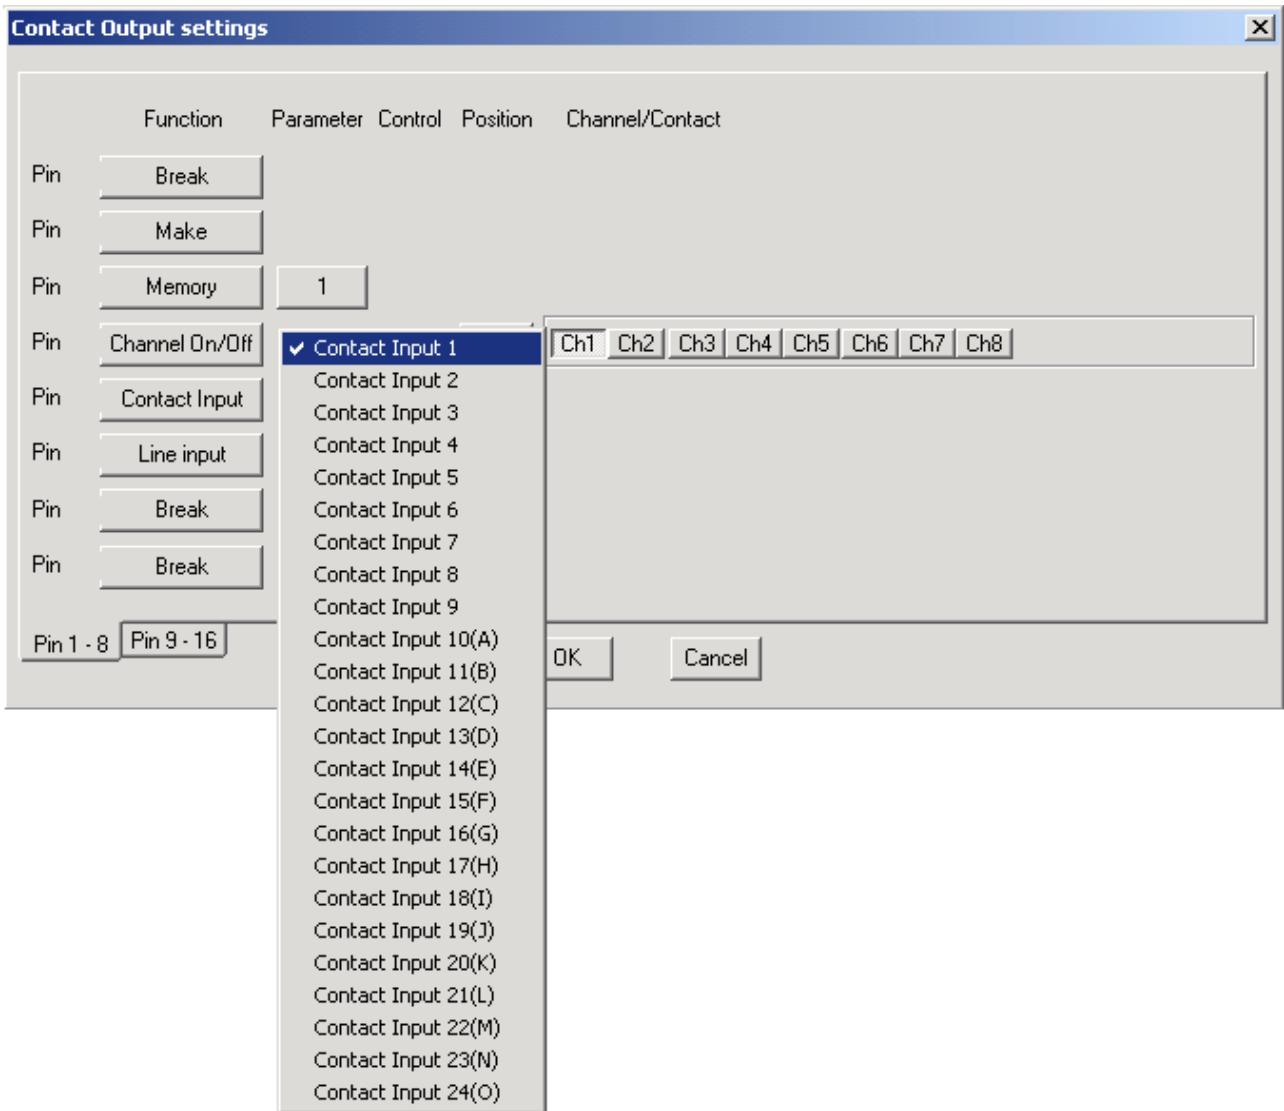 Contact Output settings
Function Parameter Control Position Channel/Contact
Pin Break
Pin Make
Pin Memory 1
Pin Channel On/Off Ch1 Ch2 Ch3 Ch4 Ch5 Ch6 Ch7 Ch8
Pin Contact Input
Pin Line input
Pin Break
Pin Break
Contact Input 1
Contact Input 2
Contact Input 3
Contact Input 4
Contact Input 5
Contact Input 6
Contact Input 7
Contact Input 8
Contact Input 9
Contact Input 10(A)
Contact Input 11(B)
Contact Input 12(C)
Contact Input 13(D)
Contact Input 14(E)
Contact Input 15(F)
Contact Input 16(G)
Contact Input 17(H)
Contact Input 18(I)
Contact Input 19(J)
Contact Input 20(K)
Contact Input 21(L)
Contact Input 22(M)
Contact Input 23(N)
Contact Input 24(O)
Pin 1 - 8 Pin 9 - 16
OK Cancel